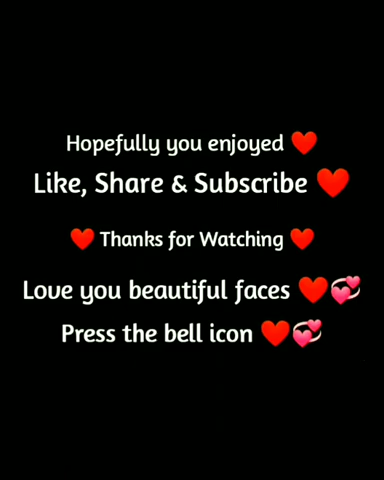 Hopefully you enjoyed ❤️
Like, Share & Subscribe ❤️
❤️ Thanks for Watching ❤️
Love you beautiful faces ❤️💞
Press the bell icon ❤️💞